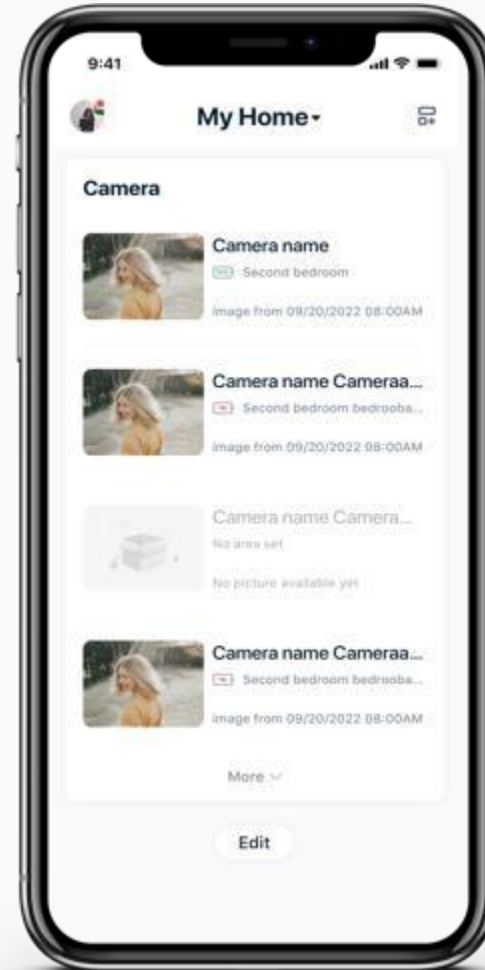 9:41
My Home
Camera
Camera name
Second bedroom
image from 09/20/2022 08:00AM
Camera name Cameraa...
Second bedroom bedrooba...
image from 09/20/2022 08:00AM
Camera name Camera...
No area set
No picture available yet
Camera name Cameraa...
Second bedroom bedrooba...
image from 09/20/2022 08:00AM
More
Edit